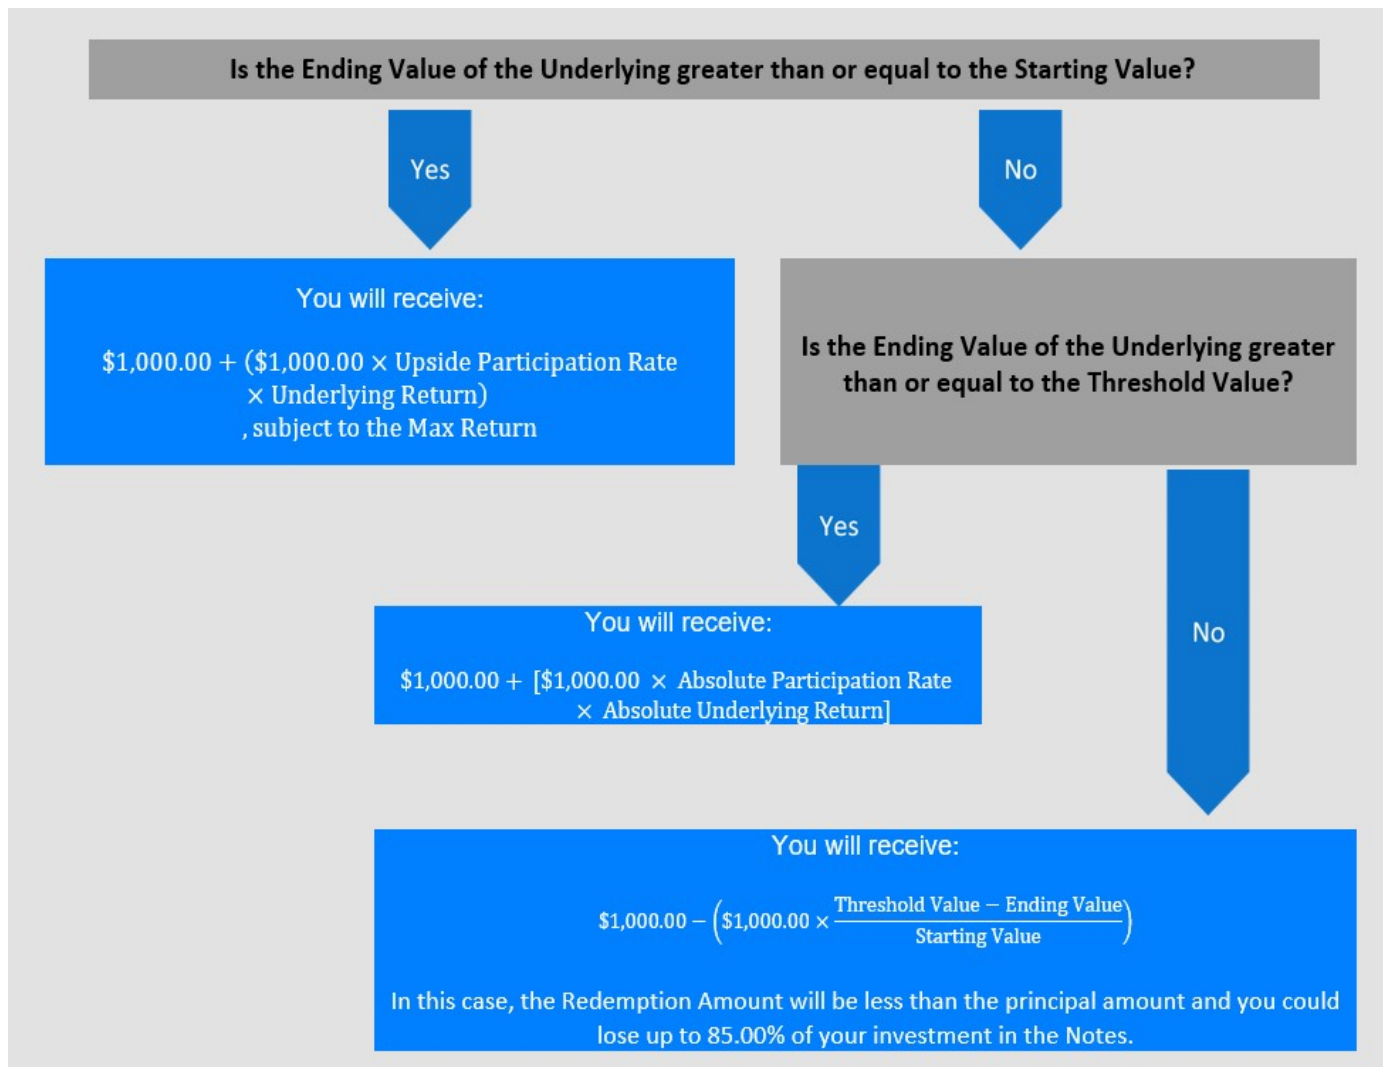 Is the Ending Value of the Underlying greater than or equal to the Starting Value?
Yes
No
You will receive:
$1,000.00 + ($1,000.00 × Upside Participation Rate
× Underlying Return)
, subject to the Max Return
Is the Ending Value of the Underlying greater
than or equal to the Threshold Value?
Yes
No
You will receive:
$1,000.00 + [$1,000.00 × Absolute Participation Rate
× Absolute Underlying Return]
You will receive:
$1,000.00 − ($1,000.00 × Threshold Value − Ending Value
Starting Value)
In this case, the Redemption Amount will be less than the principal amount and you could
lose up to 85.00% of your investment in the Notes.